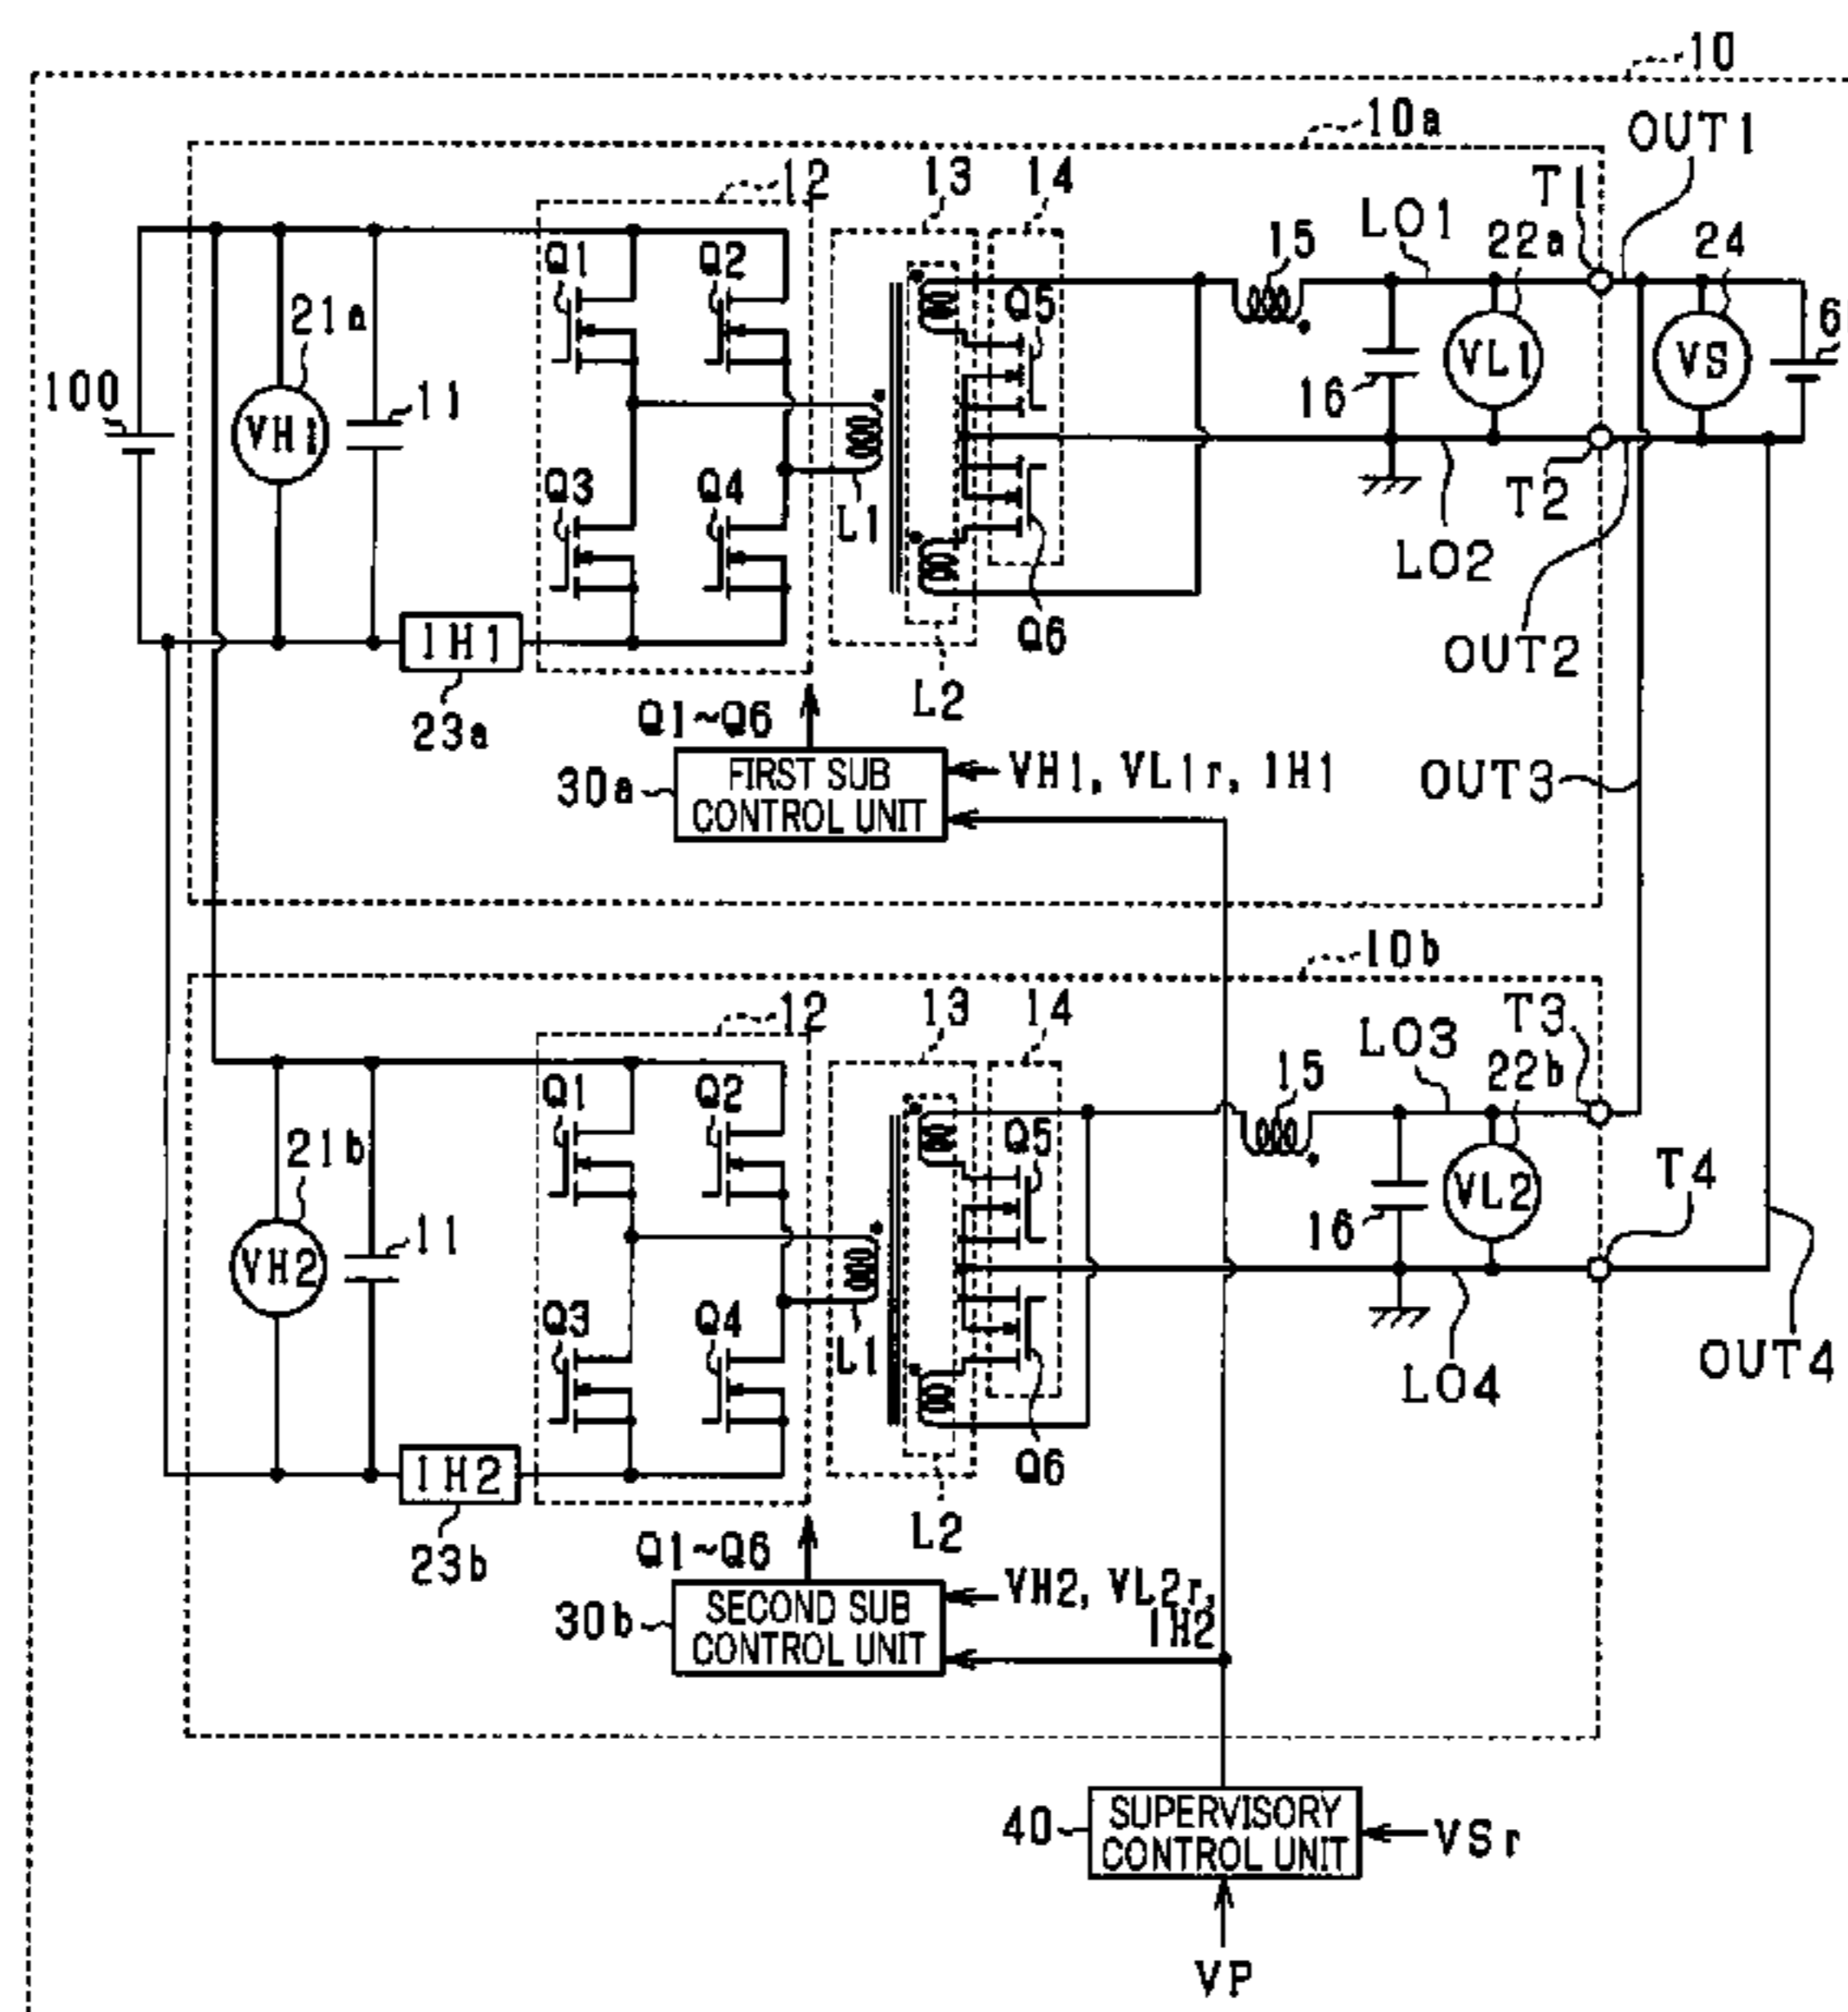 10
10a
OUT1
12
13
14
T1
LO1
22a
24
Q1
Q2
15
Q5
21a
6
100
VH1
11
16
VL1
VS
Q3
Q4
L1
T2
LO2
IH1
Q6
OUT2
23a
Q1~Q6
L2
30a
FIRST SUB
CONTROL UNIT
VH1, VL1r, IH1
OUT3
10b
12
13
14
T3
LO3
22b
Q1
Q2
15
Q5
21b
T4
VH2
11
16
VL2
Q3
Q4
L1
LO4
OUT4
IH2
Q6
23b
Q1~Q6
L2
30b
SECOND SUB
CONTROL UNIT
VH2, VL2r,
IH2
40
SUPERVISORY
CONTROL UNIT
VSr
VP